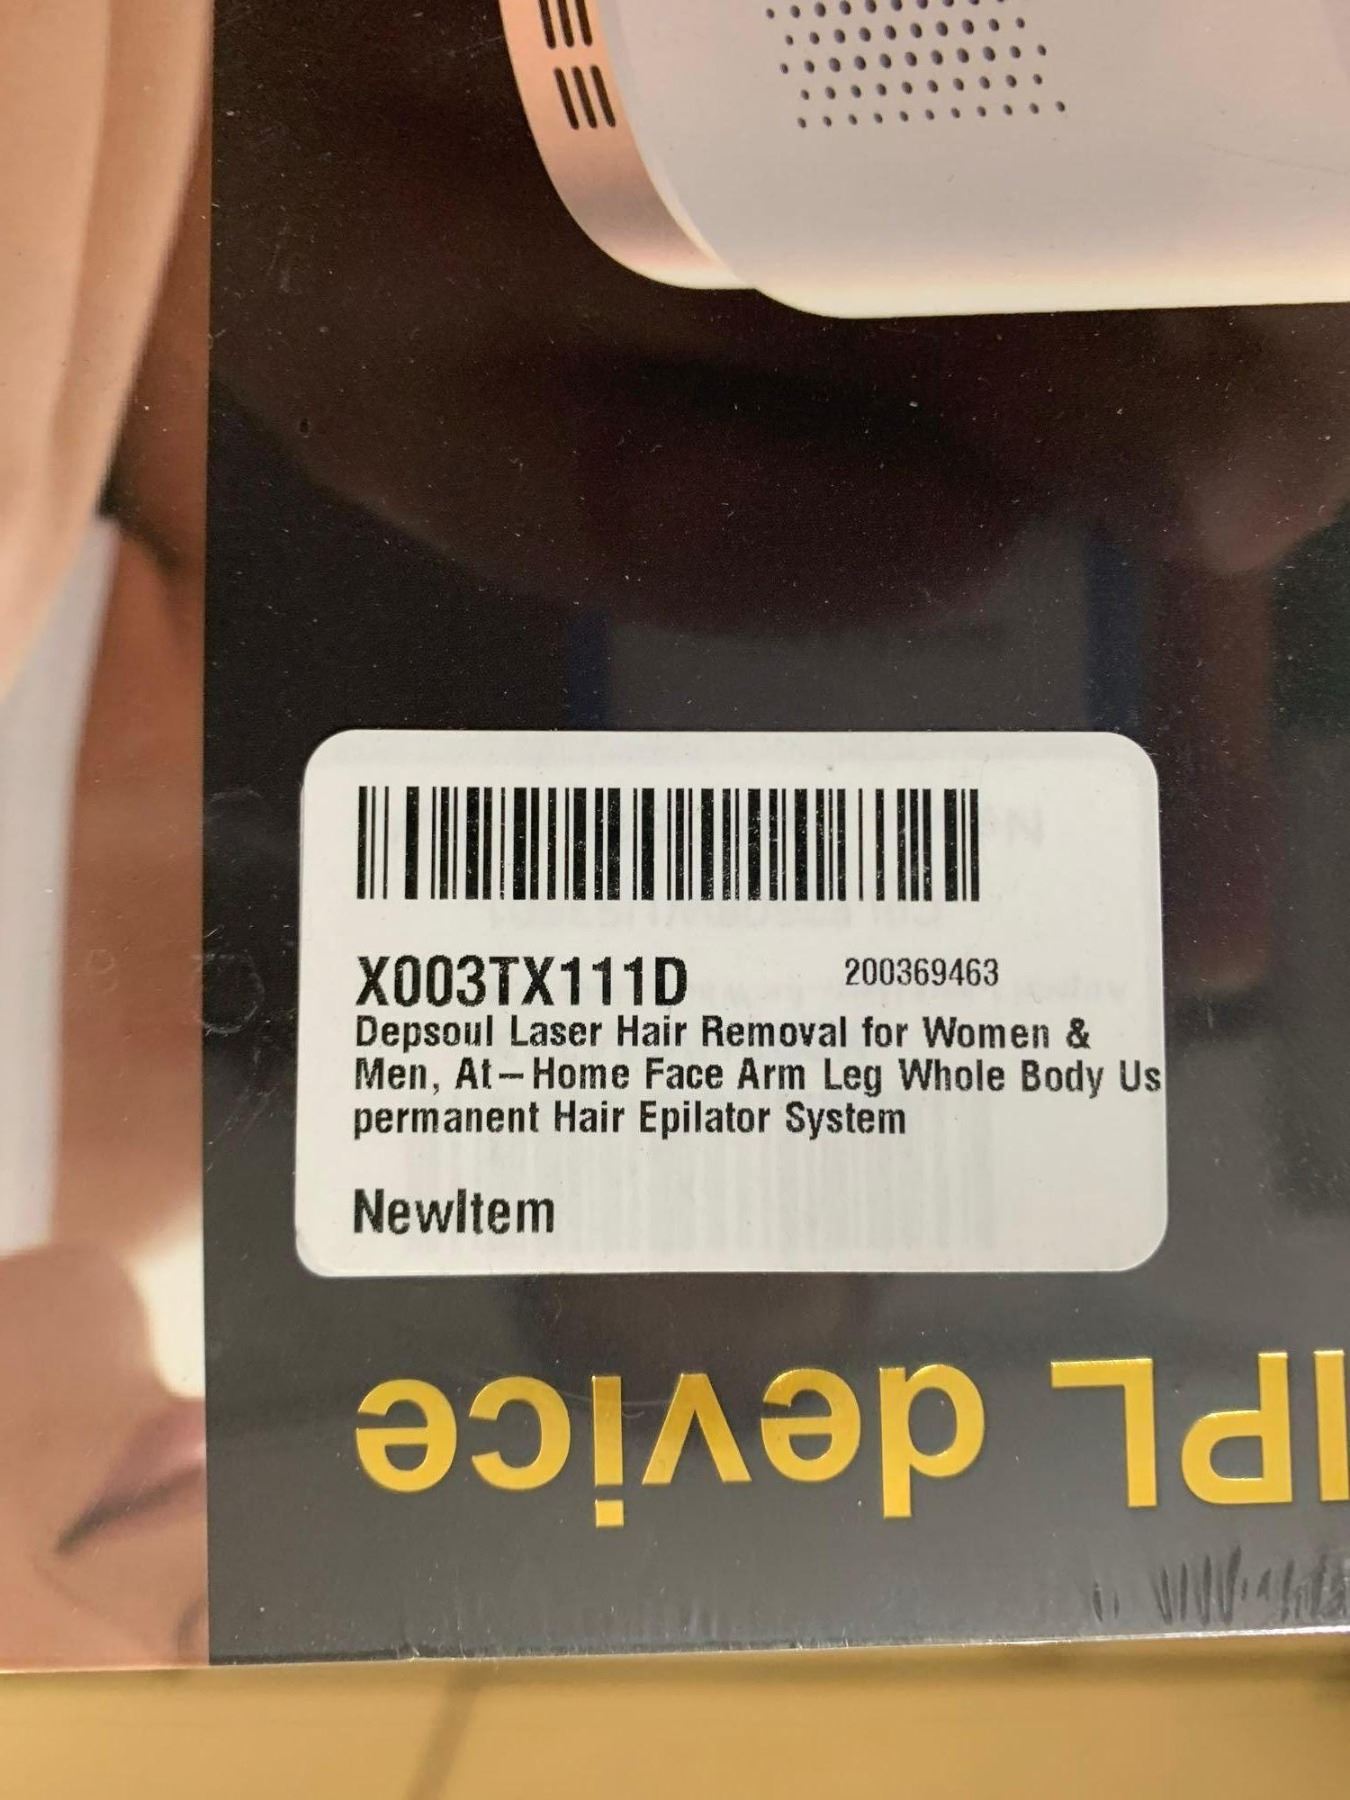 X003TX111D 200369463
Depsoul Laser Hair Removal for Women &
Men, At-Home Face Arm Leg Whole Body Us
permanent Hair Epilator System
NewItem
IPL device